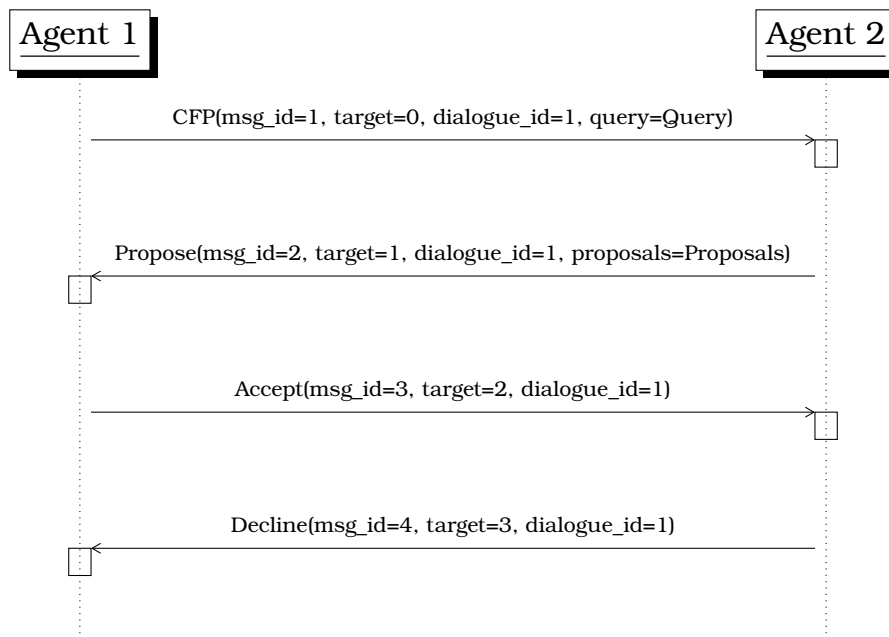 Agent 1
Agent 2
CFP(msg_id=1, target=0, dialogue_id=1, query=Query)
Propose(msg_id=2, target=1, dialogue_id=1, proposals=Proposals)
Accept(msg_id=3, target=2, dialogue_id=1)
Decline(msg_id=4, target=3, dialogue_id=1)